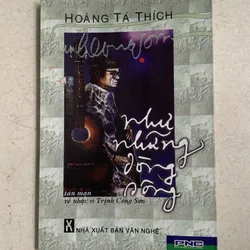 HOÀNG TÁ THÍCH
như
những
dòng
sông
tản mạn
về nhạc sĩ Trịnh Công Sơn
NHÀ XUẤT BẢN VĂN NGHỆ
PNC